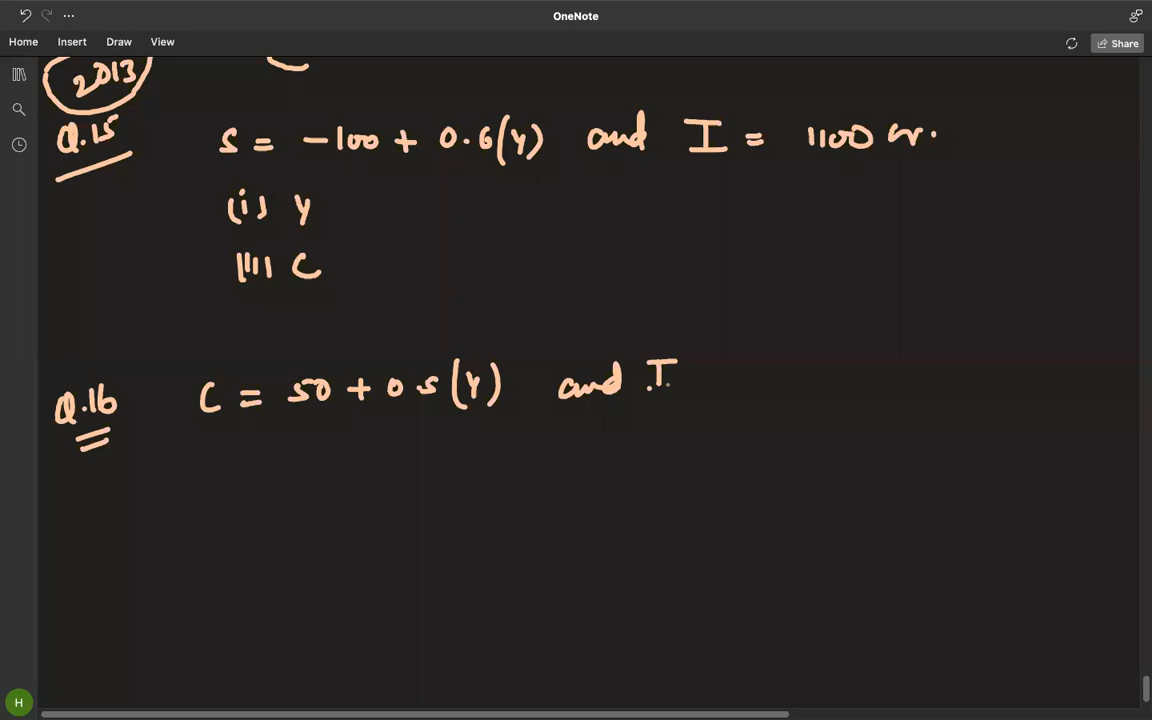 OneNote
Home Insert Draw View Share
2013
Q.15 S = -100 + 0.6(Y) and I = 1100 cr.
(i) Y
(ii) C
Q.16 C = 50 + 0.5(Y) and I
H